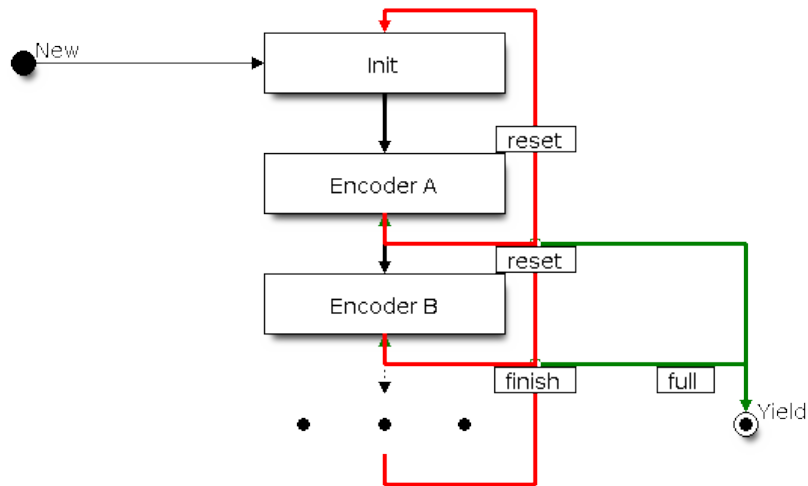 New
Init
reset
Encoder A
reset
Encoder B
finish
full
Yield